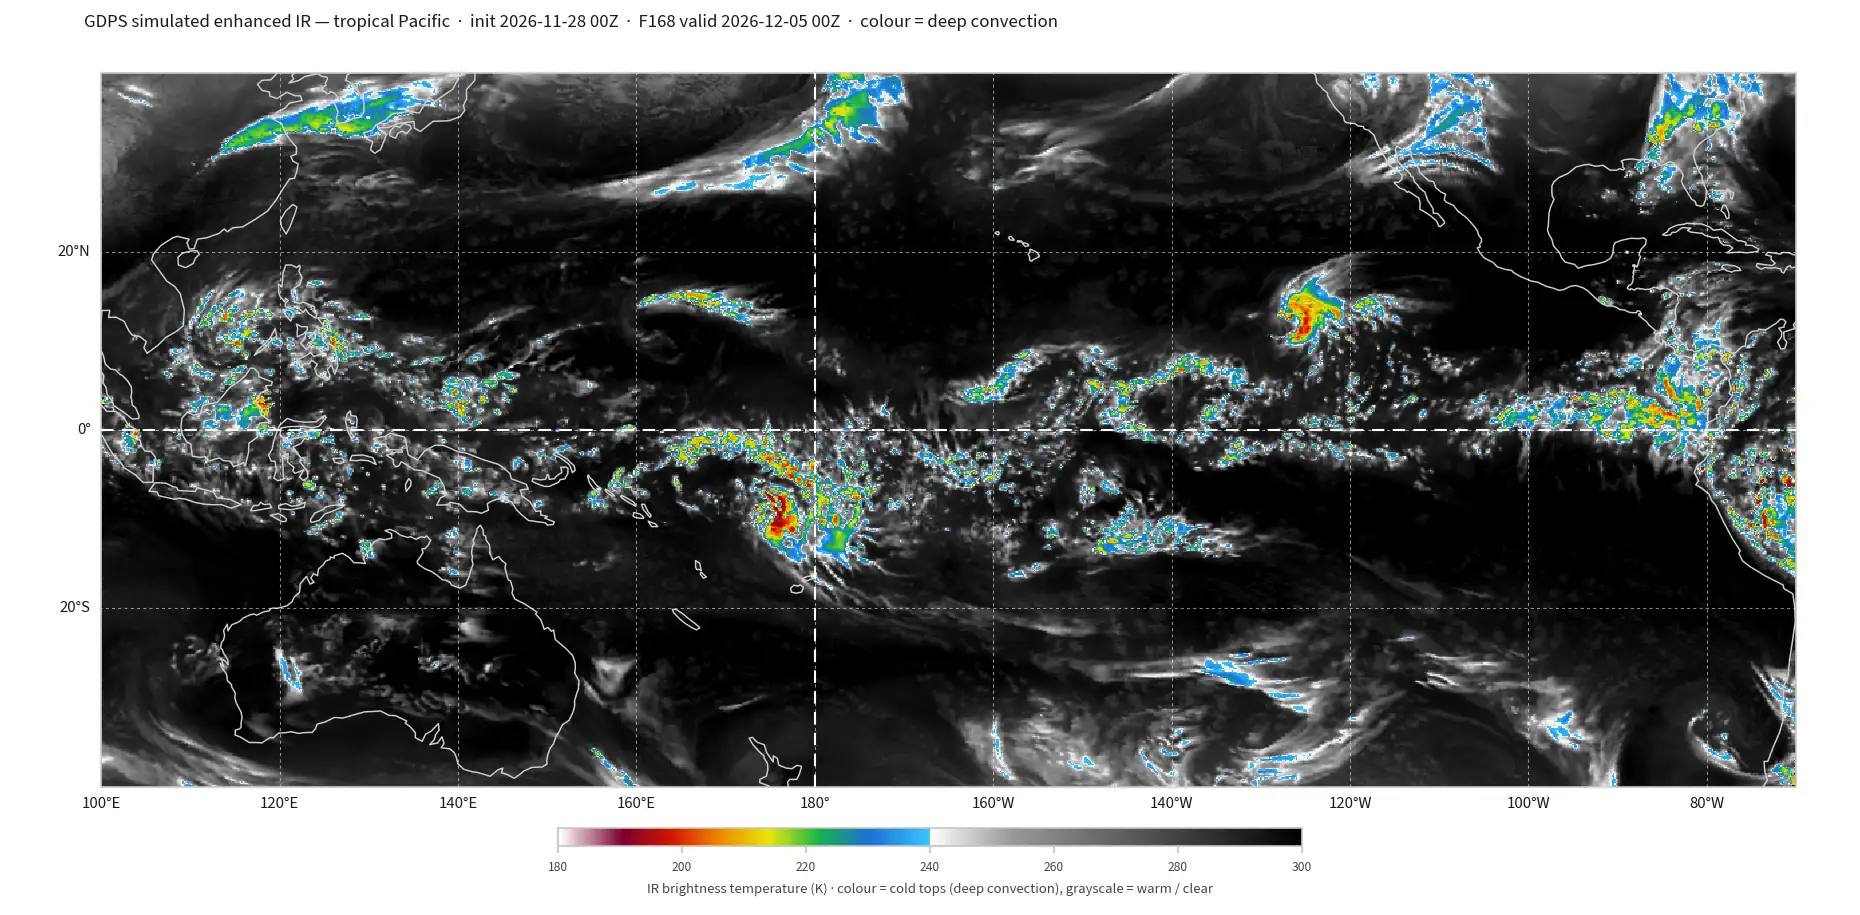 GDPS simulated enhanced IR — tropical Pacific · init 2026-11-28 00Z · F168 valid 2026-12-05 00Z · colour = deep convection
20°N
0°
20°S
100°E 120°E 140°E 160°E 180° 160°W 140°W 120°W 100°W 80°W
180 200 220 240 260 280 300
IR brightness temperature (K) · colour = cold tops (deep convection), grayscale = warm / clear